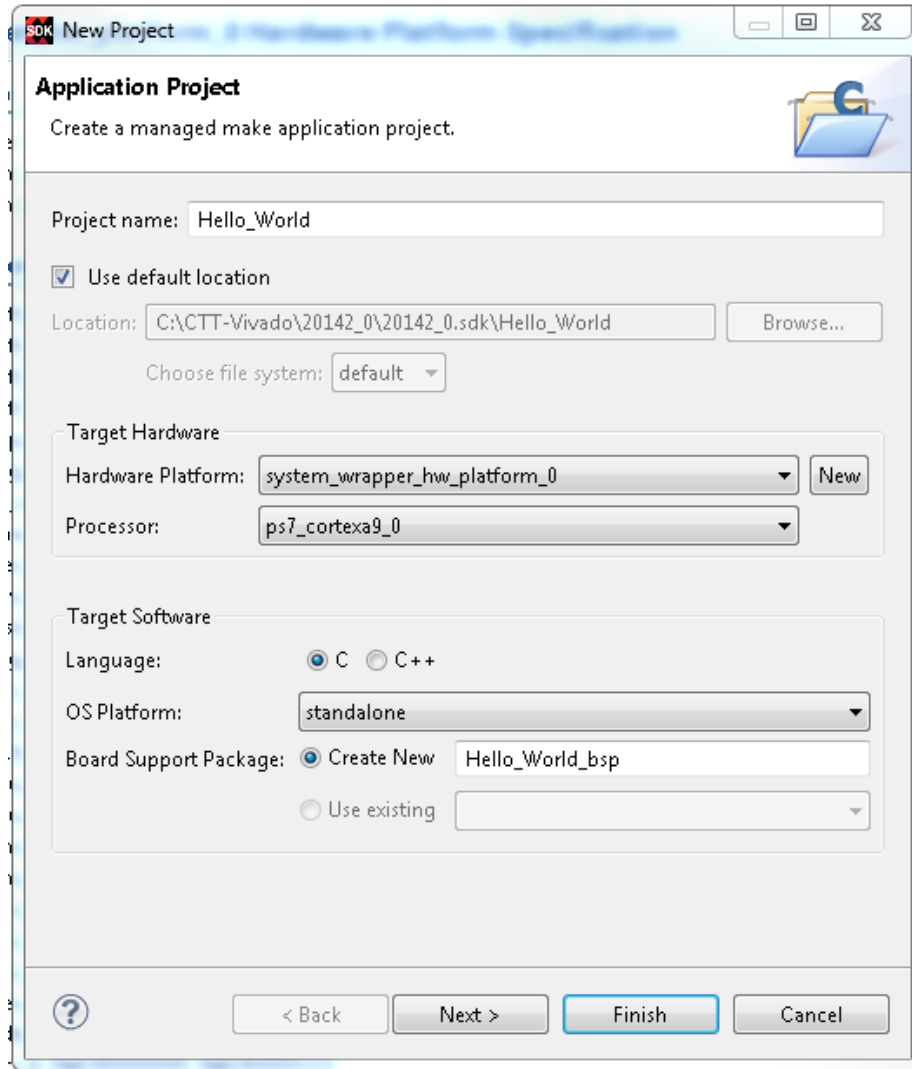 SDK New Project
Application Project
Create a managed make application project.
C
Project name: Hello_World
Use default location
Location: C:\CTT-Vivado\20142_0\20142_0.sdk\Hello_World Browse...
Choose file system: default
Target Hardware
Hardware Platform: system_wrapper_hw_platform_0 New
Processor: ps7_cortexa9_0
Target Software
Language: C C++
OS Platform: standalone
Board Support Package: Create New Hello_World_bsp
Use existing
? < Back Next > Finish Cancel